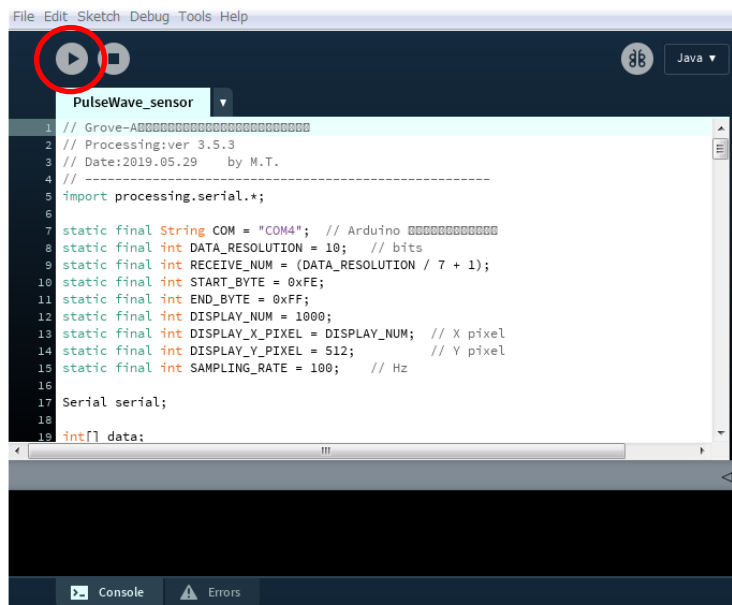 File Edit Sketch Debug Tools Help
Java ▼
PulseWave_sensor ▼
1 // Grove-A
2 // Processing:ver 3.5.3
3 // Date:2019.05.29    by M.T.
4 // ------------------------------------------------------
5 import processing.serial.*;
6
7 static final String COM = "COM4";  // Arduino
8 static final int DATA_RESOLUTION = 10;   // bits
9 static final int RECEIVE_NUM = (DATA_RESOLUTION / 7 + 1);
10 static final int START_BYTE = 0xFE;
11 static final int END_BYTE = 0xFF;
12 static final int DISPLAY_NUM = 1000;
13 static final int DISPLAY_X_PIXEL = DISPLAY_NUM;  // X pixel
14 static final int DISPLAY_Y_PIXEL = 512;          // Y pixel
15 static final int SAMPLING_RATE = 100;    // Hz
16
17 Serial serial;
18
19 int[] data;
Console
Errors